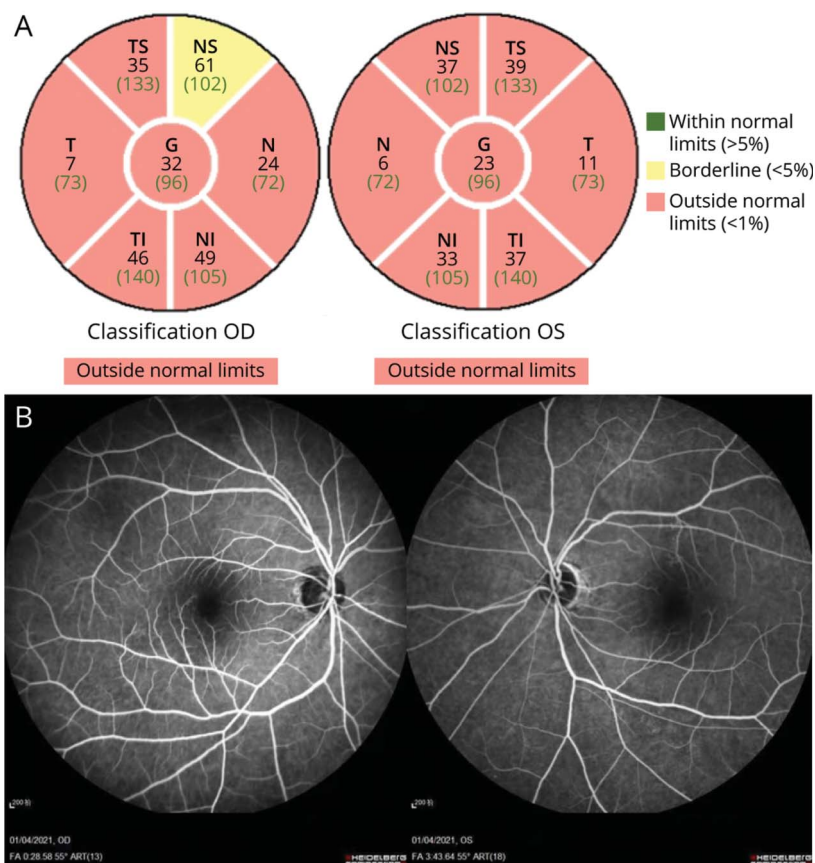 A
TS
35
(133)
NS
61
(102)
T
7
(73)
G
32
(96)
N
24
(72)
TI
46
(140)
NI
49
(105)
Classification OD
Outside normal limits
NS
37
(102)
TS
39
(133)
N
6
(72)
G
23
(96)
T
11
(73)
NI
33
(105)
TI
37
(140)
Classification OS
Outside normal limits
Within normal
limits (>5%)
Borderline (<5%)
Outside normal
limits (<1%)
B
200
01/04/2021, OD
FA 0:28.58 55° ART(13)
HEIDELBERG
200
01/04/2021, OS
FA 3:43.64 55° ART(18)
HEIDELBERG